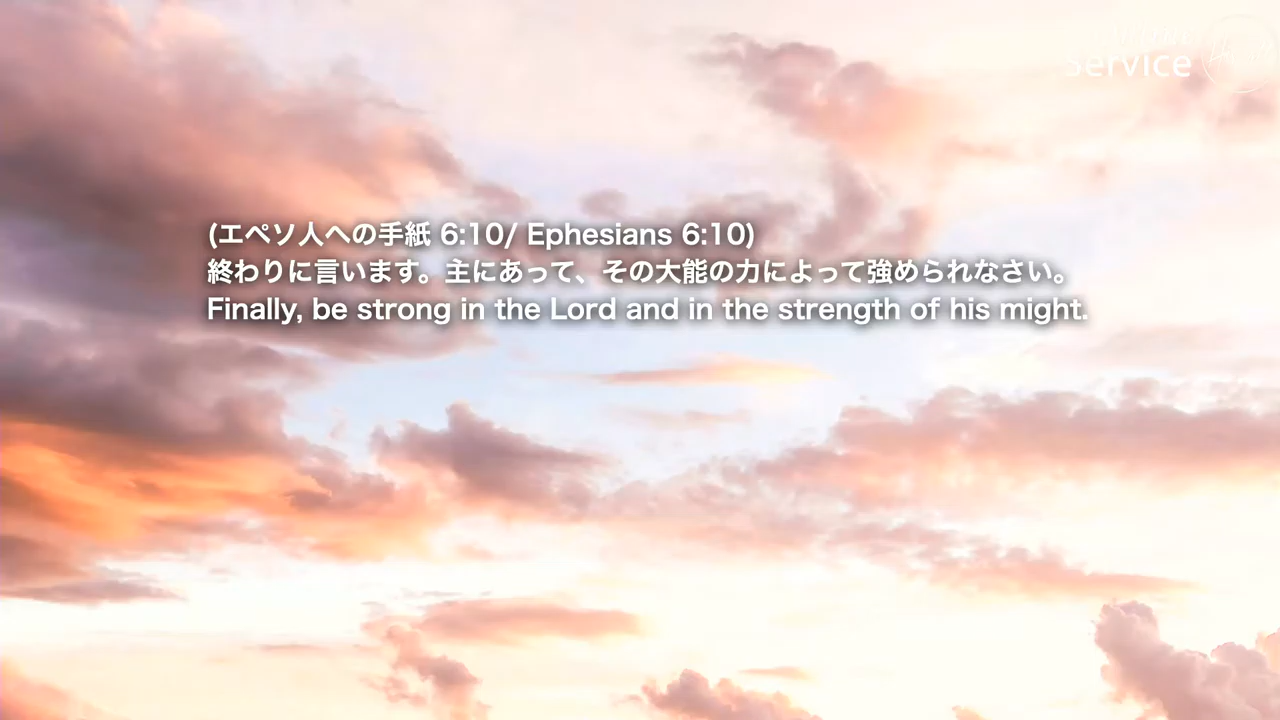 Service
(エペソ人への手紙 6:10/ Ephesians 6:10)
終わりに言います。主にあって、その大能の力によって強められなさい。
Finally, be strong in the Lord and in the strength of his might.